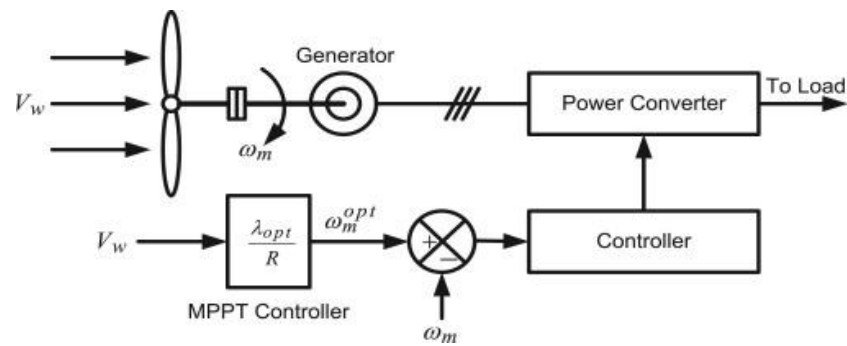 Generator
V_w
ω_m
Power Converter
To Load
V_w
λ_opt
R
ω_m^opt
+
−
Controller
MPPT Controller
ω_m